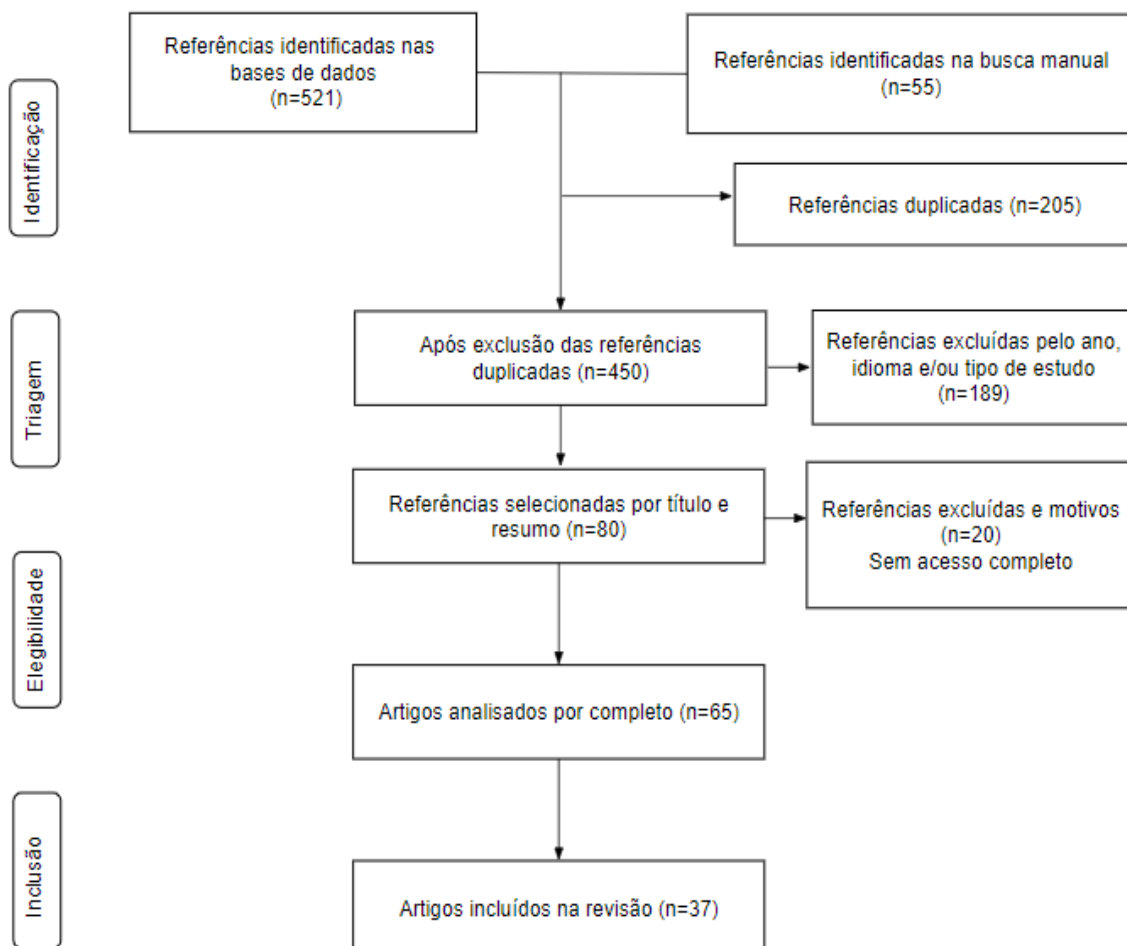 Referências identificadas nas
bases de dados
(n=521)
Referências identificadas na busca manual
(n=55)
Identificação
Referências duplicadas (n=205)
Após exclusão das referências
duplicadas (n=450)
Referências excluídas pelo ano,
idioma e/ou tipo de estudo
(n=189)
Triagem
Referências selecionadas por título e
resumo (n=80)
Referências excluídas e motivos
(n=20)
Sem acesso completo
Elegibilidade
Artigos analisados por completo (n=65)
Inclusão
Artigos incluídos na revisão (n=37)